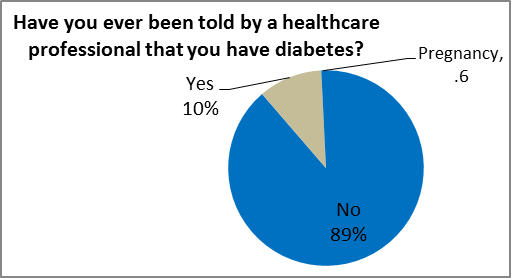 Have you ever been told by a healthcare
professional that you have diabetes?
Pregnancy,
.6
Yes
10%
No
89%